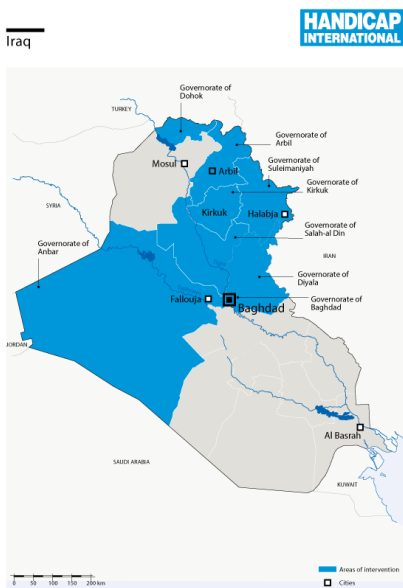 HANDICAP
INTERNATIONAL
Iraq
Governorate of
Dohok
TURKEY
Governorate of
Arbil
Mosul
Governorate of
Suleimaniyah
Arbil
Governorate of
Kirkuk
SYRIA
Kirkuk
Halabja
Governorate of
Salah-al Din
Governorate of
Anbar
IRAN
Governorate of
Diyala
Fallouja
Governorate of
Baghdad
Baghdad
JORDAN
Al Basrah
SAUDI ARABIA
KUWAIT
0 50 100 150 200 km
Areas of intervention
Cities